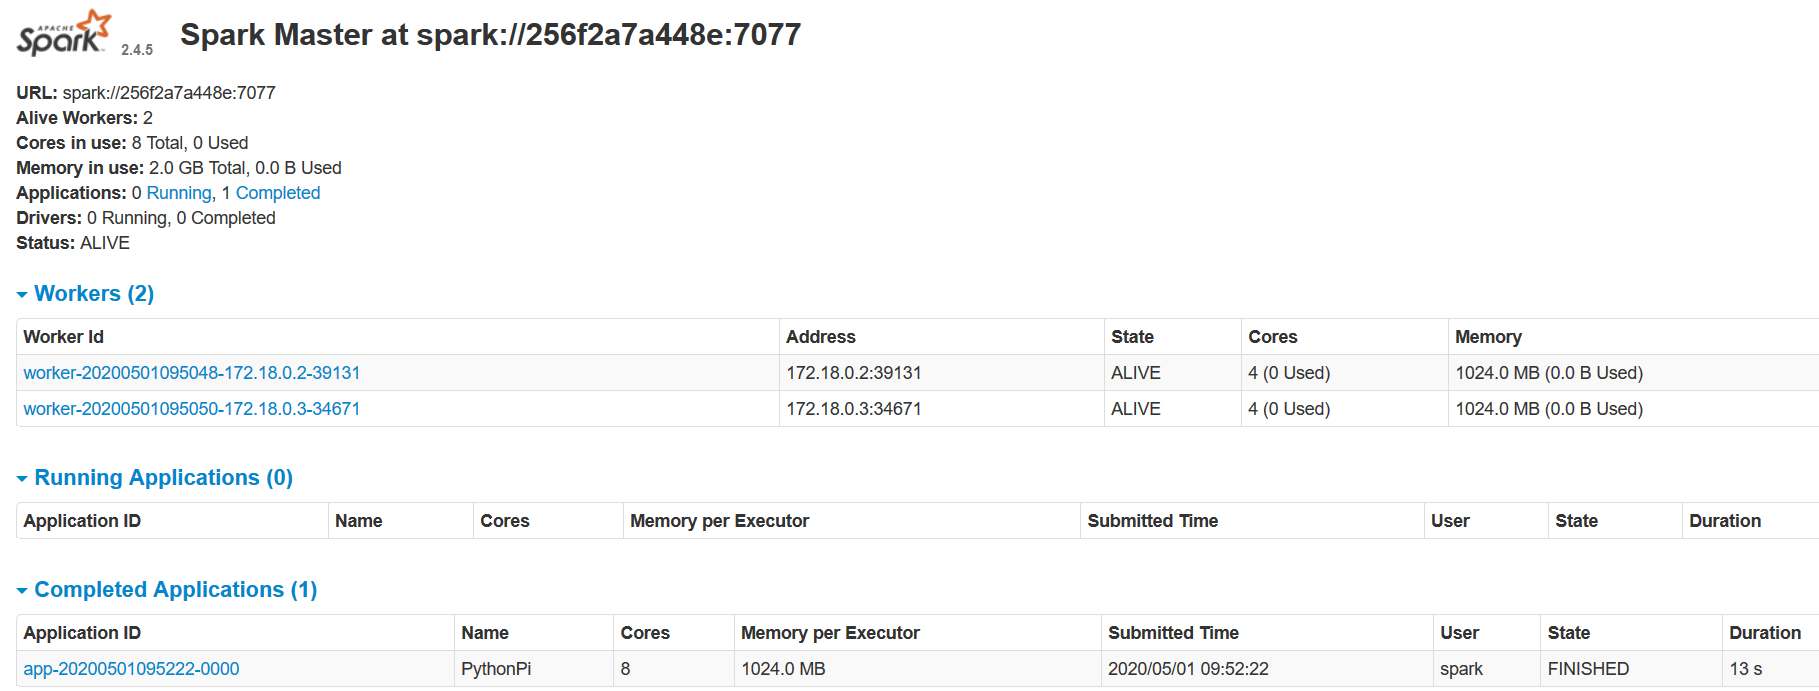 APACHE
Spark 2.4.5 Spark Master at spark://256f2a7a448e:7077
URL: spark://256f2a7a448e:7077
Alive Workers: 2
Cores in use: 8 Total, 0 Used
Memory in use: 2.0 GB Total, 0.0 B Used
Applications: 0 Running, 1 Completed
Drivers: 0 Running, 0 Completed
Status: ALIVE
Workers (2)
Worker Id Address State Cores Memory
worker-20200501095048-172.18.0.2-39131 172.18.0.2:39131 ALIVE 4 (0 Used) 1024.0 MB (0.0 B Used)
worker-20200501095050-172.18.0.3-34671 172.18.0.3:34671 ALIVE 4 (0 Used) 1024.0 MB (0.0 B Used)
Running Applications (0)
Application ID Name Cores Memory per Executor Submitted Time User State Duration
Completed Applications (1)
Application ID Name Cores Memory per Executor Submitted Time User State Duration
app-20200501095222-0000 PythonPi 8 1024.0 MB 2020/05/01 09:52:22 spark FINISHED 13 s